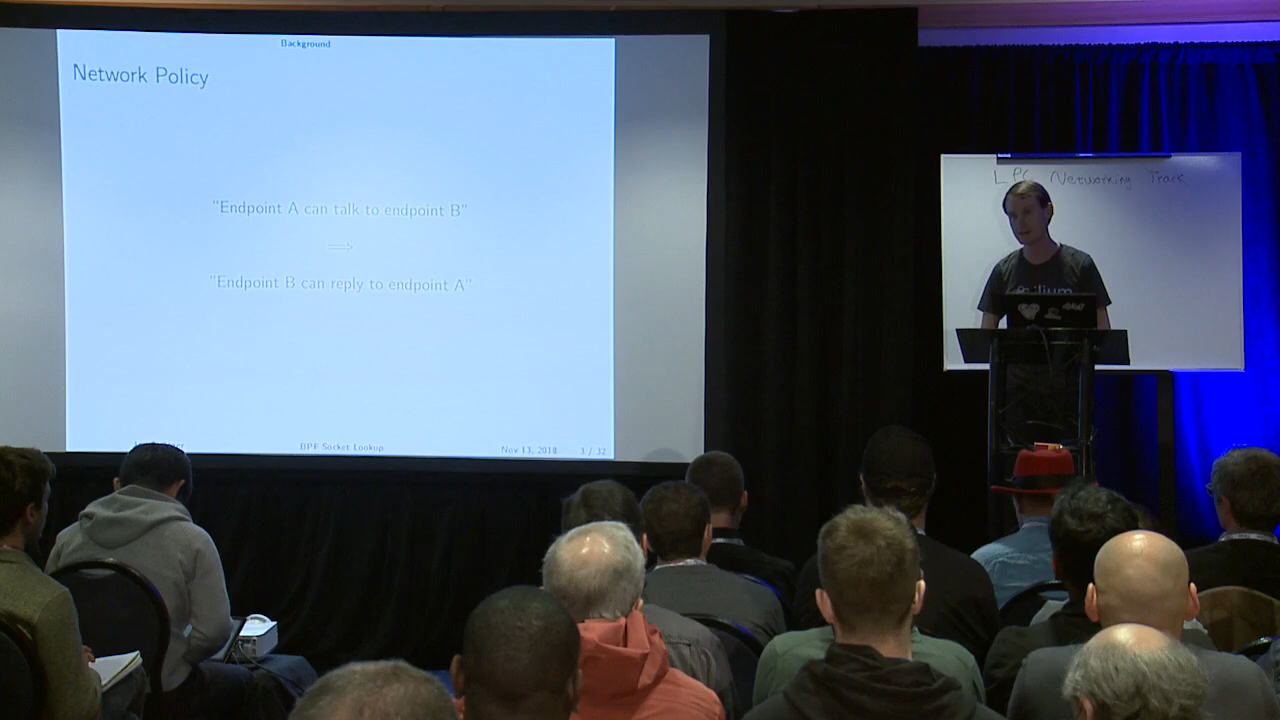 Background
Network Policy
"Endpoint A can talk to endpoint B"
⟹
"Endpoint B can reply to endpoint A"
BPF Socket Lookup
Nov 13, 2018 3 / 32
LPC Networking Track